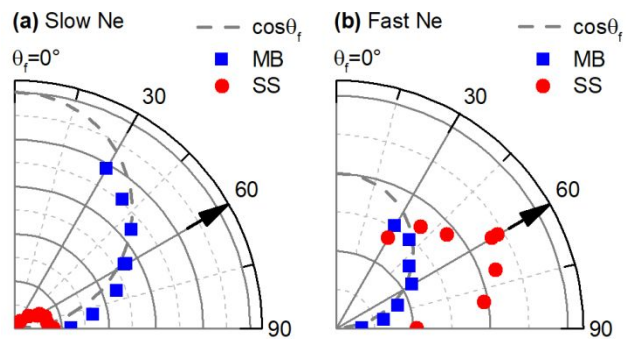 (a) Slow Ne
cosθf
θf=0°
MB
SS
30
60
90
(b) Fast Ne
cosθf
θf=0°
MB
SS
30
60
90